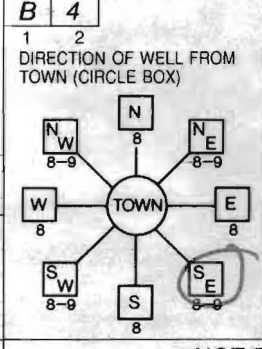 B 4
1 2
DIRECTION OF WELL FROM
TOWN (CIRCLE BOX)
N
8
N W
8-9
N E
8-9
W
8
TOWN
E
8
S W
8-9
S E
8-9
S
8